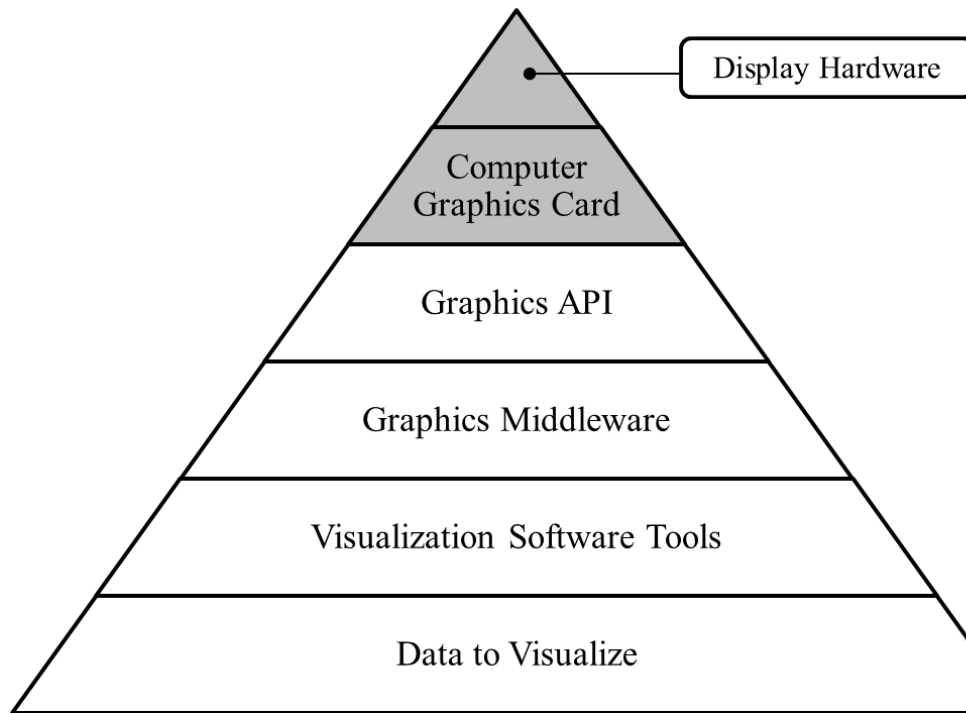 Display Hardware
Computer
Graphics Card
Graphics API
Graphics Middleware
Visualization Software Tools
Data to Visualize